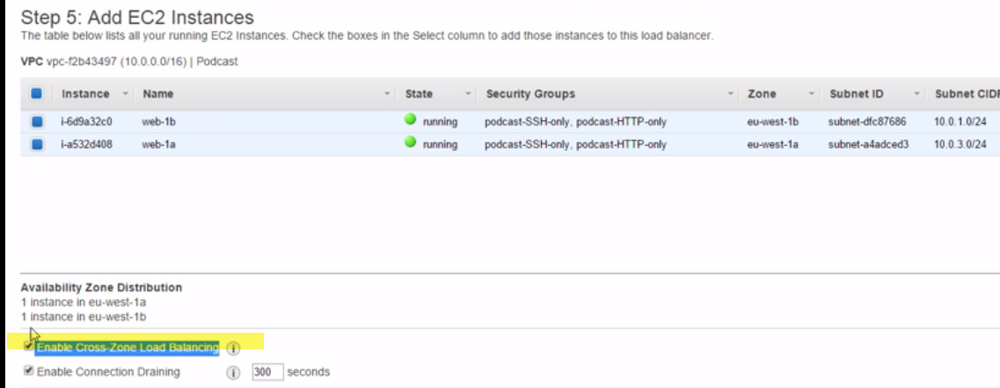 Step 5: Add EC2 Instances
The table below lists all your running EC2 Instances. Check the boxes in the Select column to add those instances to this load balancer.
VPC vpc-f2b43497 (10.0.0.0/16) | Podcast
Instance Name State Security Groups Zone Subnet ID Subnet CIDR
i-6d9a32c0 web-1b running podcast-SSH-only, podcast-HTTP-only eu-west-1b subnet-dfc87686 10.0.1.0/24
i-a532d408 web-1a running podcast-SSH-only, podcast-HTTP-only eu-west-1a subnet-a4adced3 10.0.3.0/24
Availability Zone Distribution
1 instance in eu-west-1a
1 instance in eu-west-1b
Enable Cross-Zone Load Balancing i
Enable Connection Draining i 300 seconds